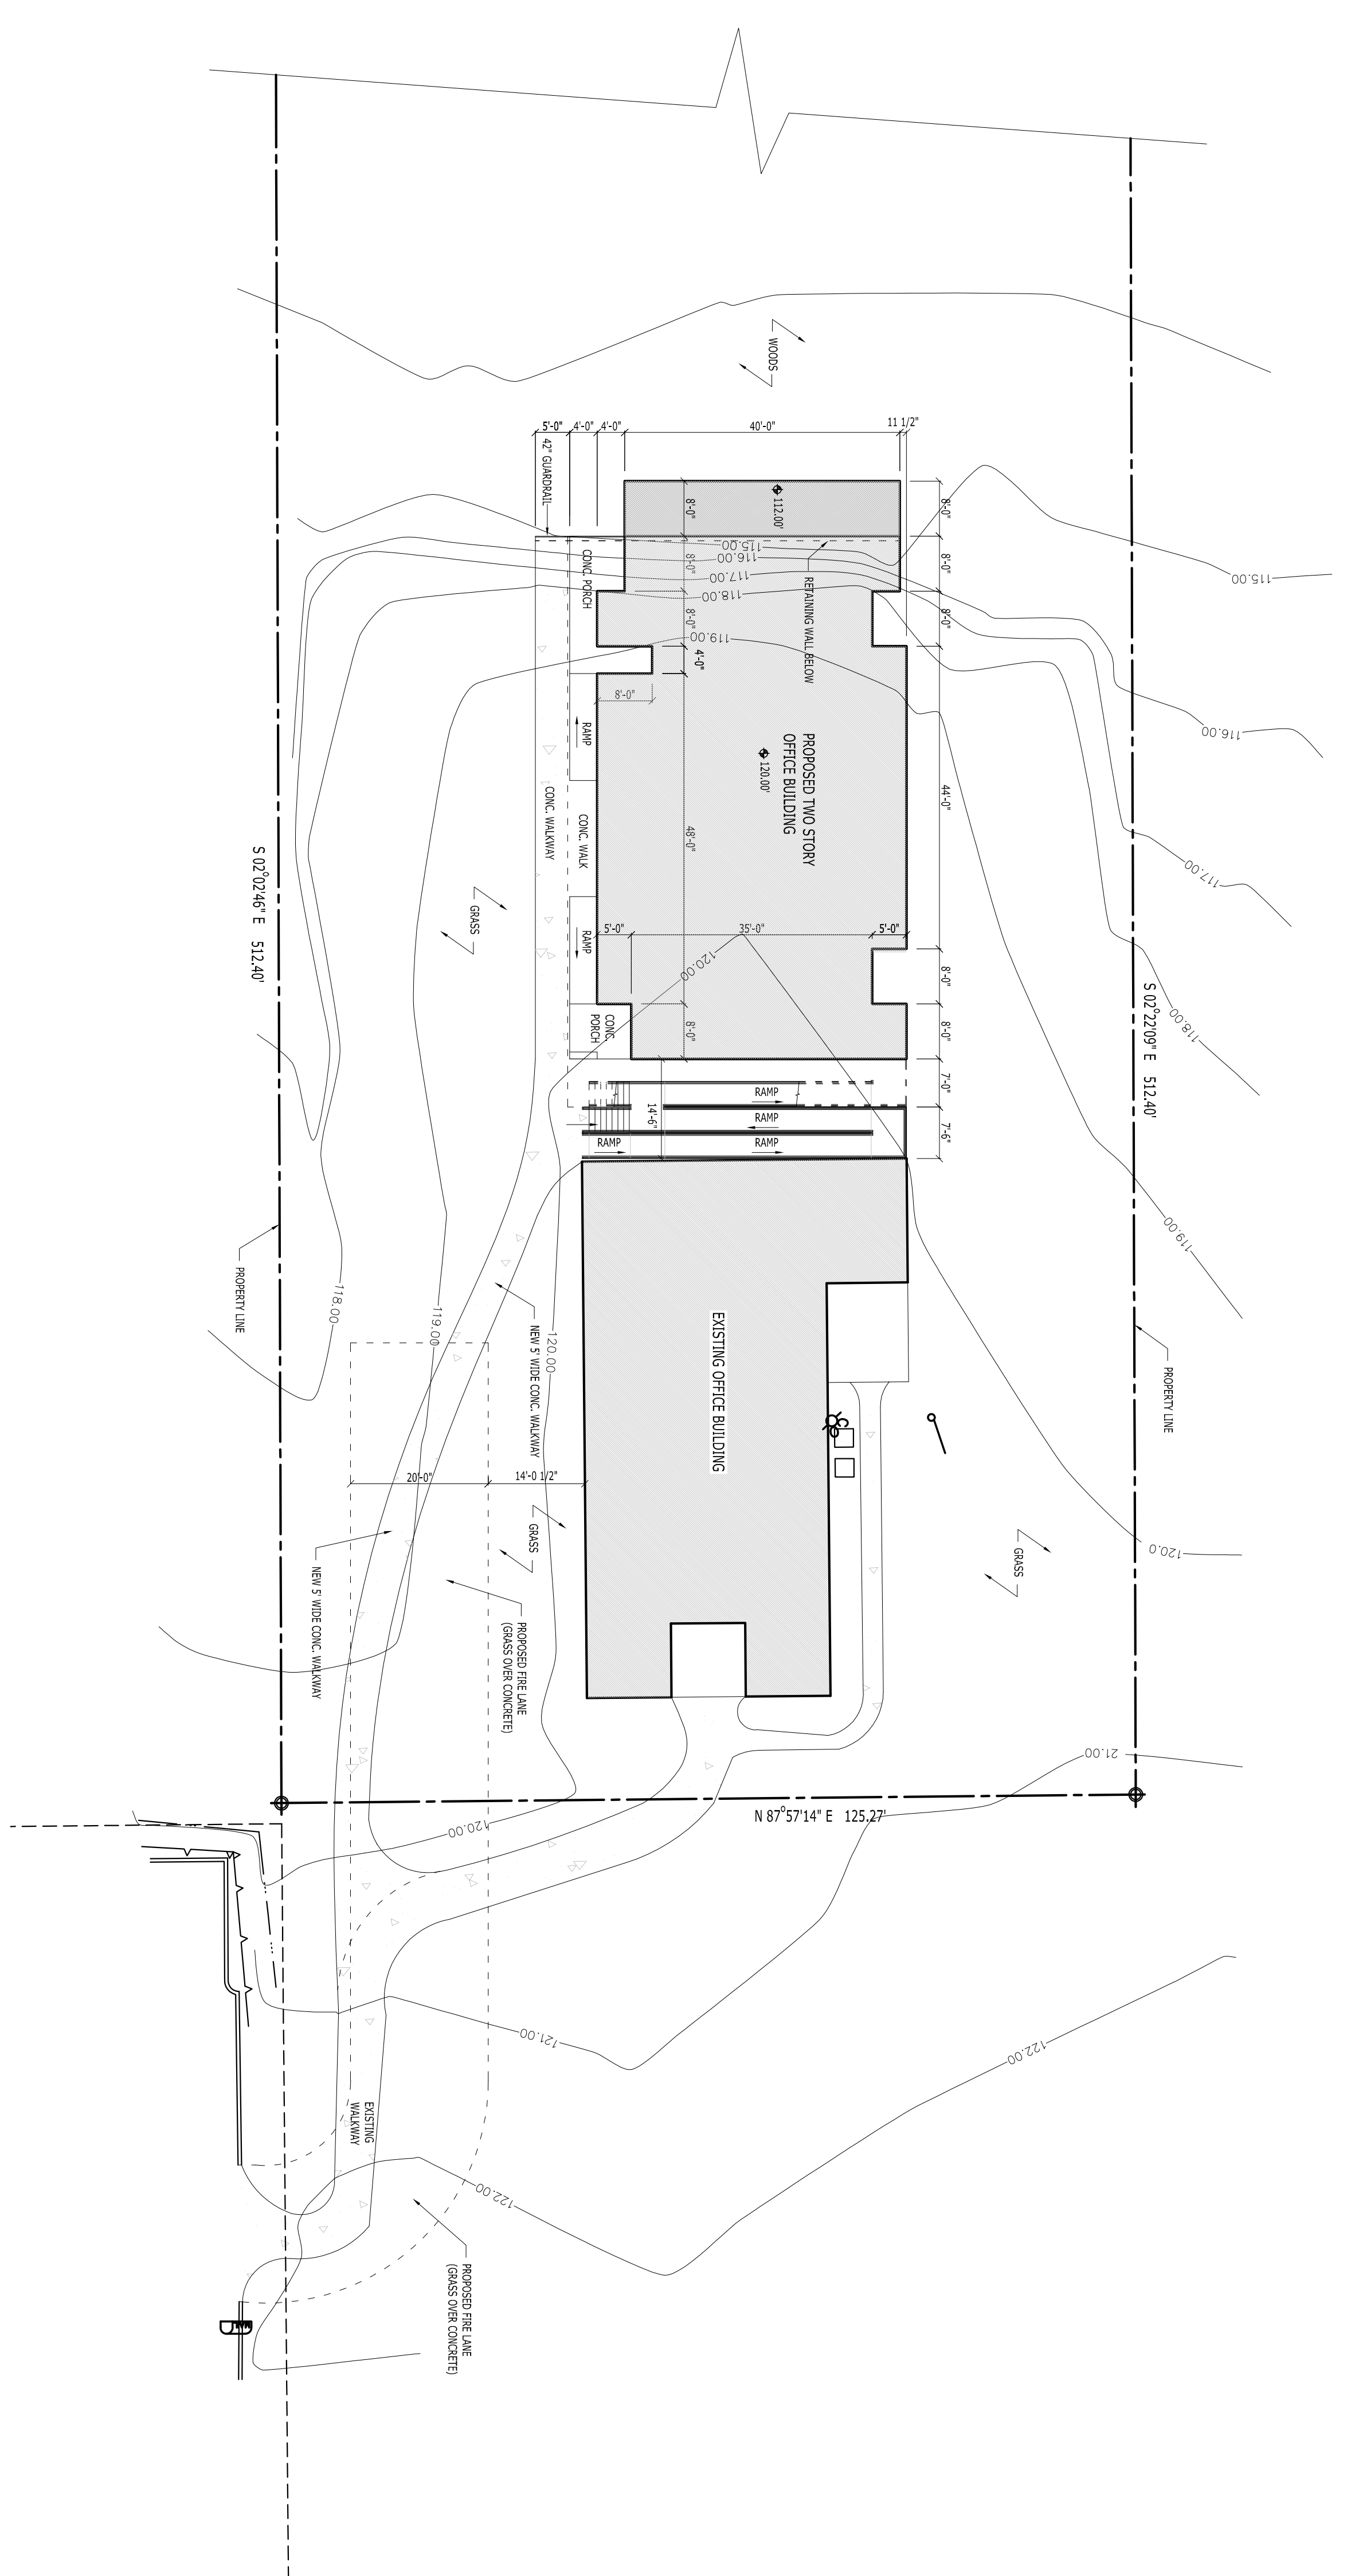 WOODS
5'-0"
4'-0"
4'-0"
40'-0"
11 1/2"
42" GUARDRAIL
112.00'
8'-0"
8'-0"
8'-0"
8'-0"
8'-0"
8'-0"
CONC. PORCH
115.00
116.00
117.00
118.00
119.00
115.00
116.00
117.00
118.00
119.00
RETAINING WALL BELOW
4'-0"
8'-0"
RAMP
PROPOSED TWO STORY
OFFICE BUILDING
120.00'
44'-0"
CONC. WALKWAY
CONC. WALK
48'-0"
GRASS
S 02°02'46" E 512.40'
RAMP
5'-0"
35'-0"
5'-0"
120.00
8'-0"
8'-0"
8'-0"
CONC.
PORCH
S 02°22'09" E 512.40'
7'-0"
7'-6"
14'-6"
RAMP
RAMP
RAMP
RAMP
PROPERTY LINE
118.00
119.00
120.00
NEW 5' WIDE CONC. WALKWAY
EXISTING OFFICE BUILDING
PROPERTY LINE
20'-0"
14'-0 1/2"
GRASS
GRASS
120.0
NEW 5' WIDE CONC. WALKWAY
PROPOSED FIRE LANE
(GRASS OVER CONCRETE)
21.00
N 87°57'14" E 125.27'
120.00
121.00
122.00
EXISTING
WALKWAY
122.00
PROPOSED FIRE LANE
(GRASS OVER CONCRETE)